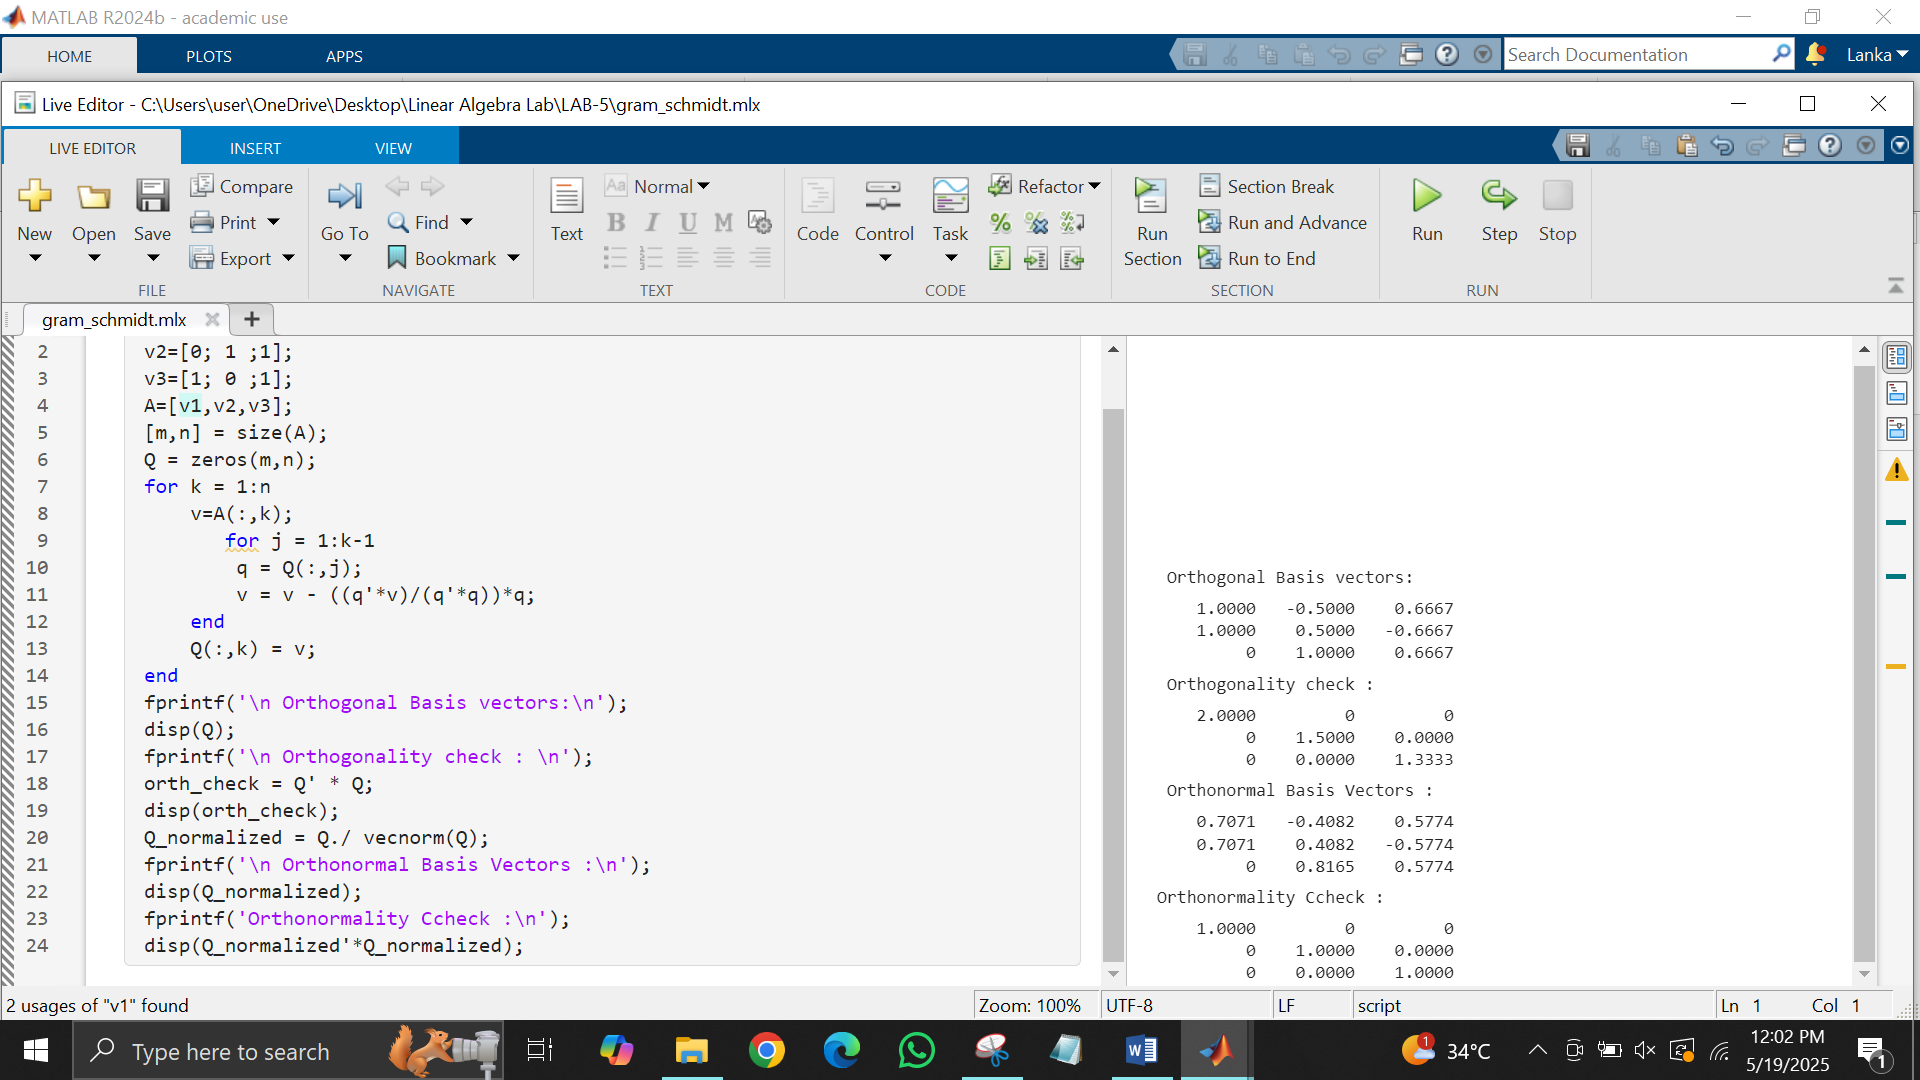 MATLAB R2024b - academic use
HOME PLOTS APPS Search Documentation Lanka
Live Editor - C:\Users\user\OneDrive\Desktop\Linear Algebra Lab\LAB-5\gram_schmidt.mlx
LIVE EDITOR INSERT VIEW
New Open Save Compare Print Export
FILE
Go To Find Bookmark
NAVIGATE
Text Aa Normal B I U M
TEXT
Code Control Task Refactor
CODE
Run Section Section Break Run and Advance Run to End
SECTION
Run Step Stop
RUN
gram_schmidt.mlx
2 v2=[0; 1 ;1];
3 v3=[1; 0 ;1];
4 A=[v1,v2,v3];
5 [m,n] = size(A);
6 Q = zeros(m,n);
7 for k = 1:n
8 v=A(:,k);
9 for j = 1:k-1
10 q = Q(:,j);
11 v = v - ((q'*v)/(q'*q))*q;
12 end
13 Q(:,k) = v;
14 end
15 fprintf('\n Orthogonal Basis vectors:\n');
16 disp(Q);
17 fprintf('\n Orthogonality check : \n');
18 orth_check = Q' * Q;
19 disp(orth_check);
20 Q_normalized = Q./ vecnorm(Q);
21 fprintf('\n Orthonormal Basis Vectors :\n');
22 disp(Q_normalized);
23 fprintf('Orthonormality Ccheck :\n');
24 disp(Q_normalized'*Q_normalized);
Orthogonal Basis vectors:
1.0000 -0.5000 0.6667
1.0000 0.5000 -0.6667
0 1.0000 0.6667
Orthogonality check :
2.0000 0 0
0 1.5000 0.0000
0 0.0000 1.3333
Orthonormal Basis Vectors :
0.7071 -0.4082 0.5774
0.7071 0.4082 -0.5774
0 0.8165 0.5774
Orthonormality Ccheck :
1.0000 0 0
0 1.0000 0.0000
0 0.0000 1.0000
2 usages of "v1" found Zoom: 100% UTF-8 LF script Ln 1 Col 1
Type here to search 1 34°C 12:02 PM
5/19/2025 1